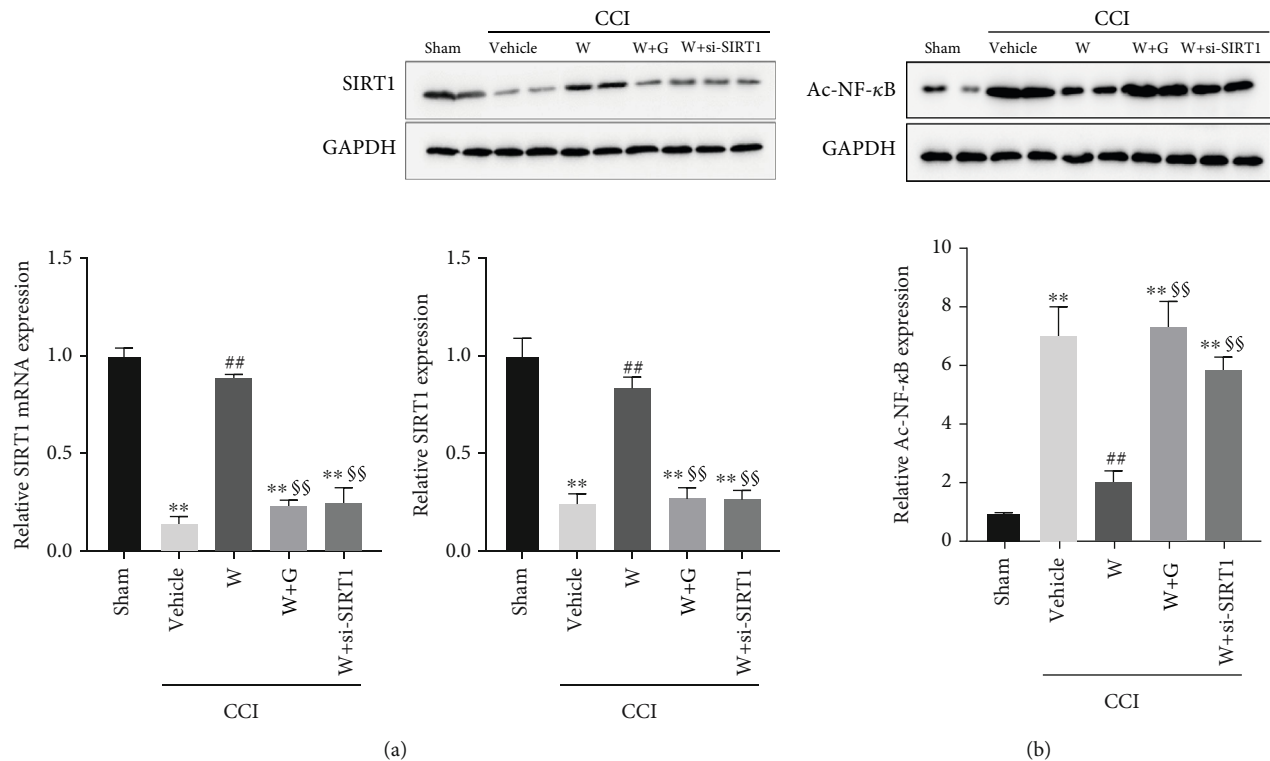 CCI
Sham Vehicle W W+G W+si-SIRT1
SIRT1
GAPDH
CCI
Sham Vehicle W W+G W+si-SIRT1
Ac-NF-κB
GAPDH
Relative SIRT1 mRNA expression
1.5
1.0
0.5
0.0
**
##
** §§
** §§
Sham
Vehicle
W
W+G
W+si-SIRT1
CCI
Relative SIRT1 expression
1.5
1.0
0.5
0.0
**
##
** §§
** §§
Sham
Vehicle
W
W+G
W+si-SIRT1
CCI
(a)
Relative Ac-NF-κB expression
10
8
6
4
2
0
**
##
** §§
** §§
Sham
Vehicle
W
W+G
W+si-SIRT1
CCI
(b)